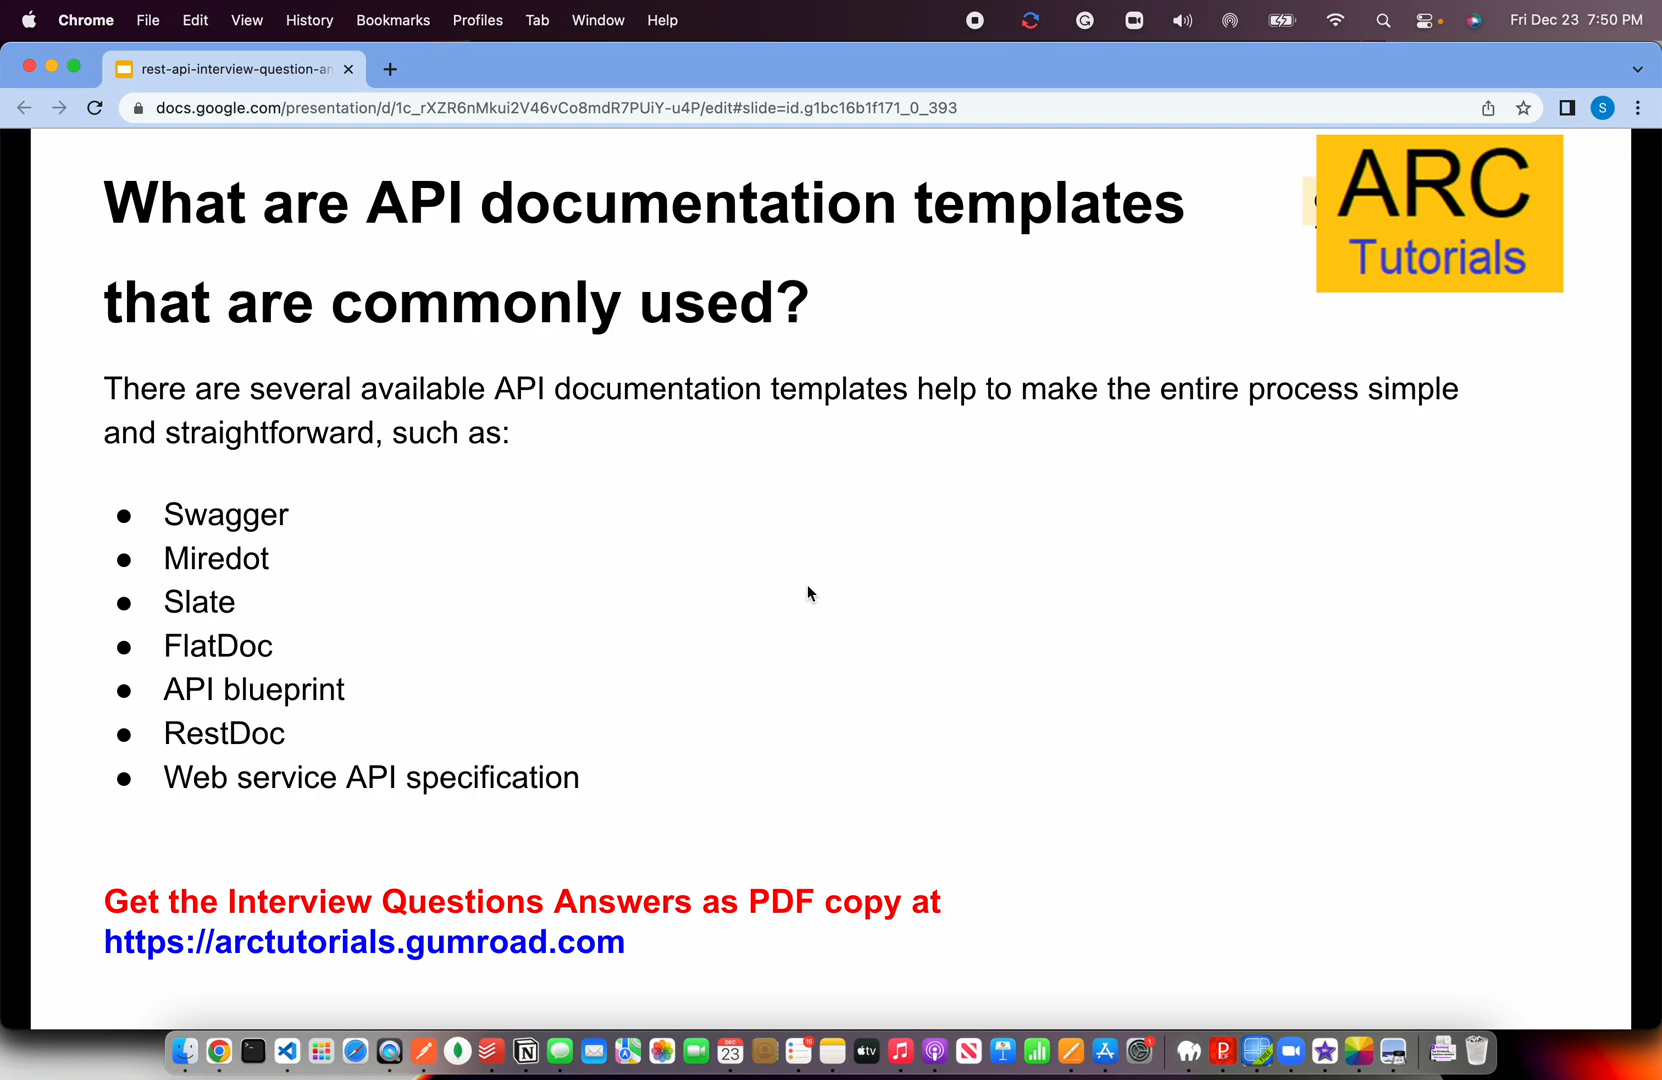 Chrome File Edit View History Bookmarks Profiles Tab Window Help Fri Dec 23 7:50 PM
rest-api-interview-question-an
docs.google.com/presentation/d/1c_rXZR6nMkui2V46vCo8mdR7PUiY-u4P/edit#slide=id.g1bc16b1f171_0_393
S
ARC
Tutorials
What are API documentation templates
that are commonly used?
There are several available API documentation templates help to make the entire process simple
and straightforward, such as:
● Swagger
● Miredot
● Slate
● FlatDoc
● API blueprint
● RestDoc
● Web service API specification
Get the Interview Questions Answers as PDF copy at
https://arctutorials.gumroad.com
DEC
23
tv